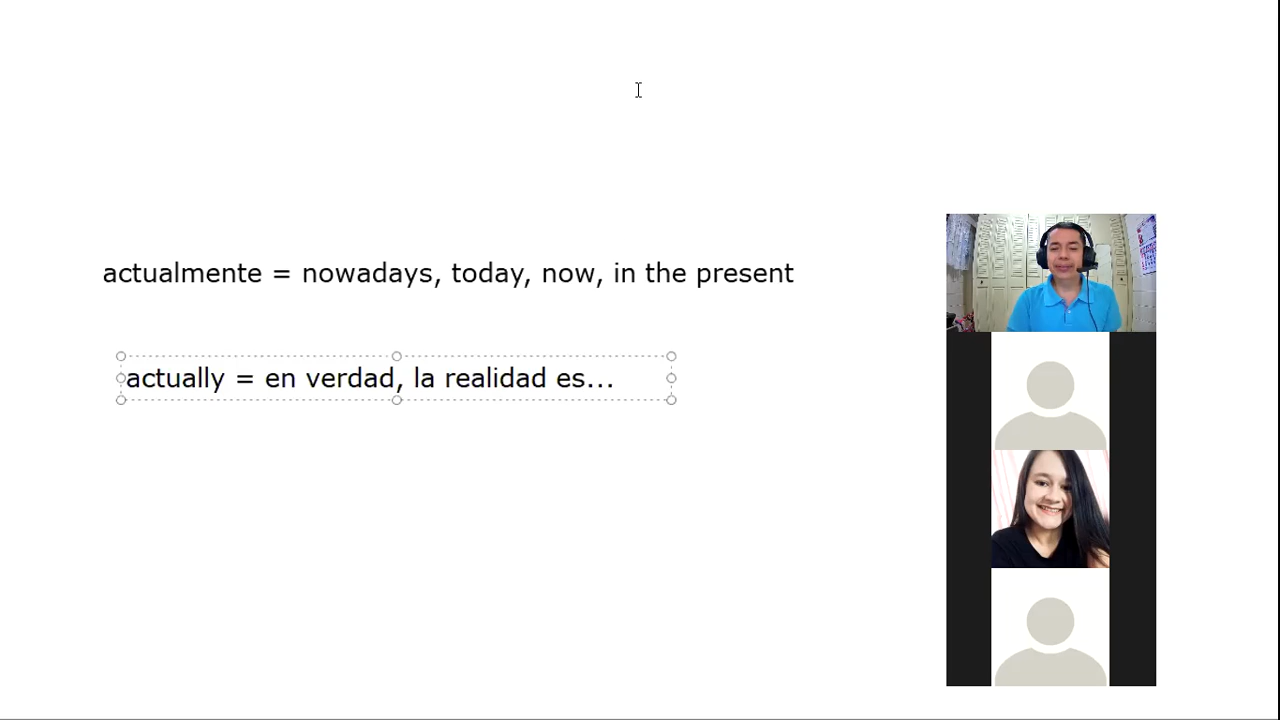 actualmente = nowadays, today, now, in the present
actually = en verdad, la realidad es...